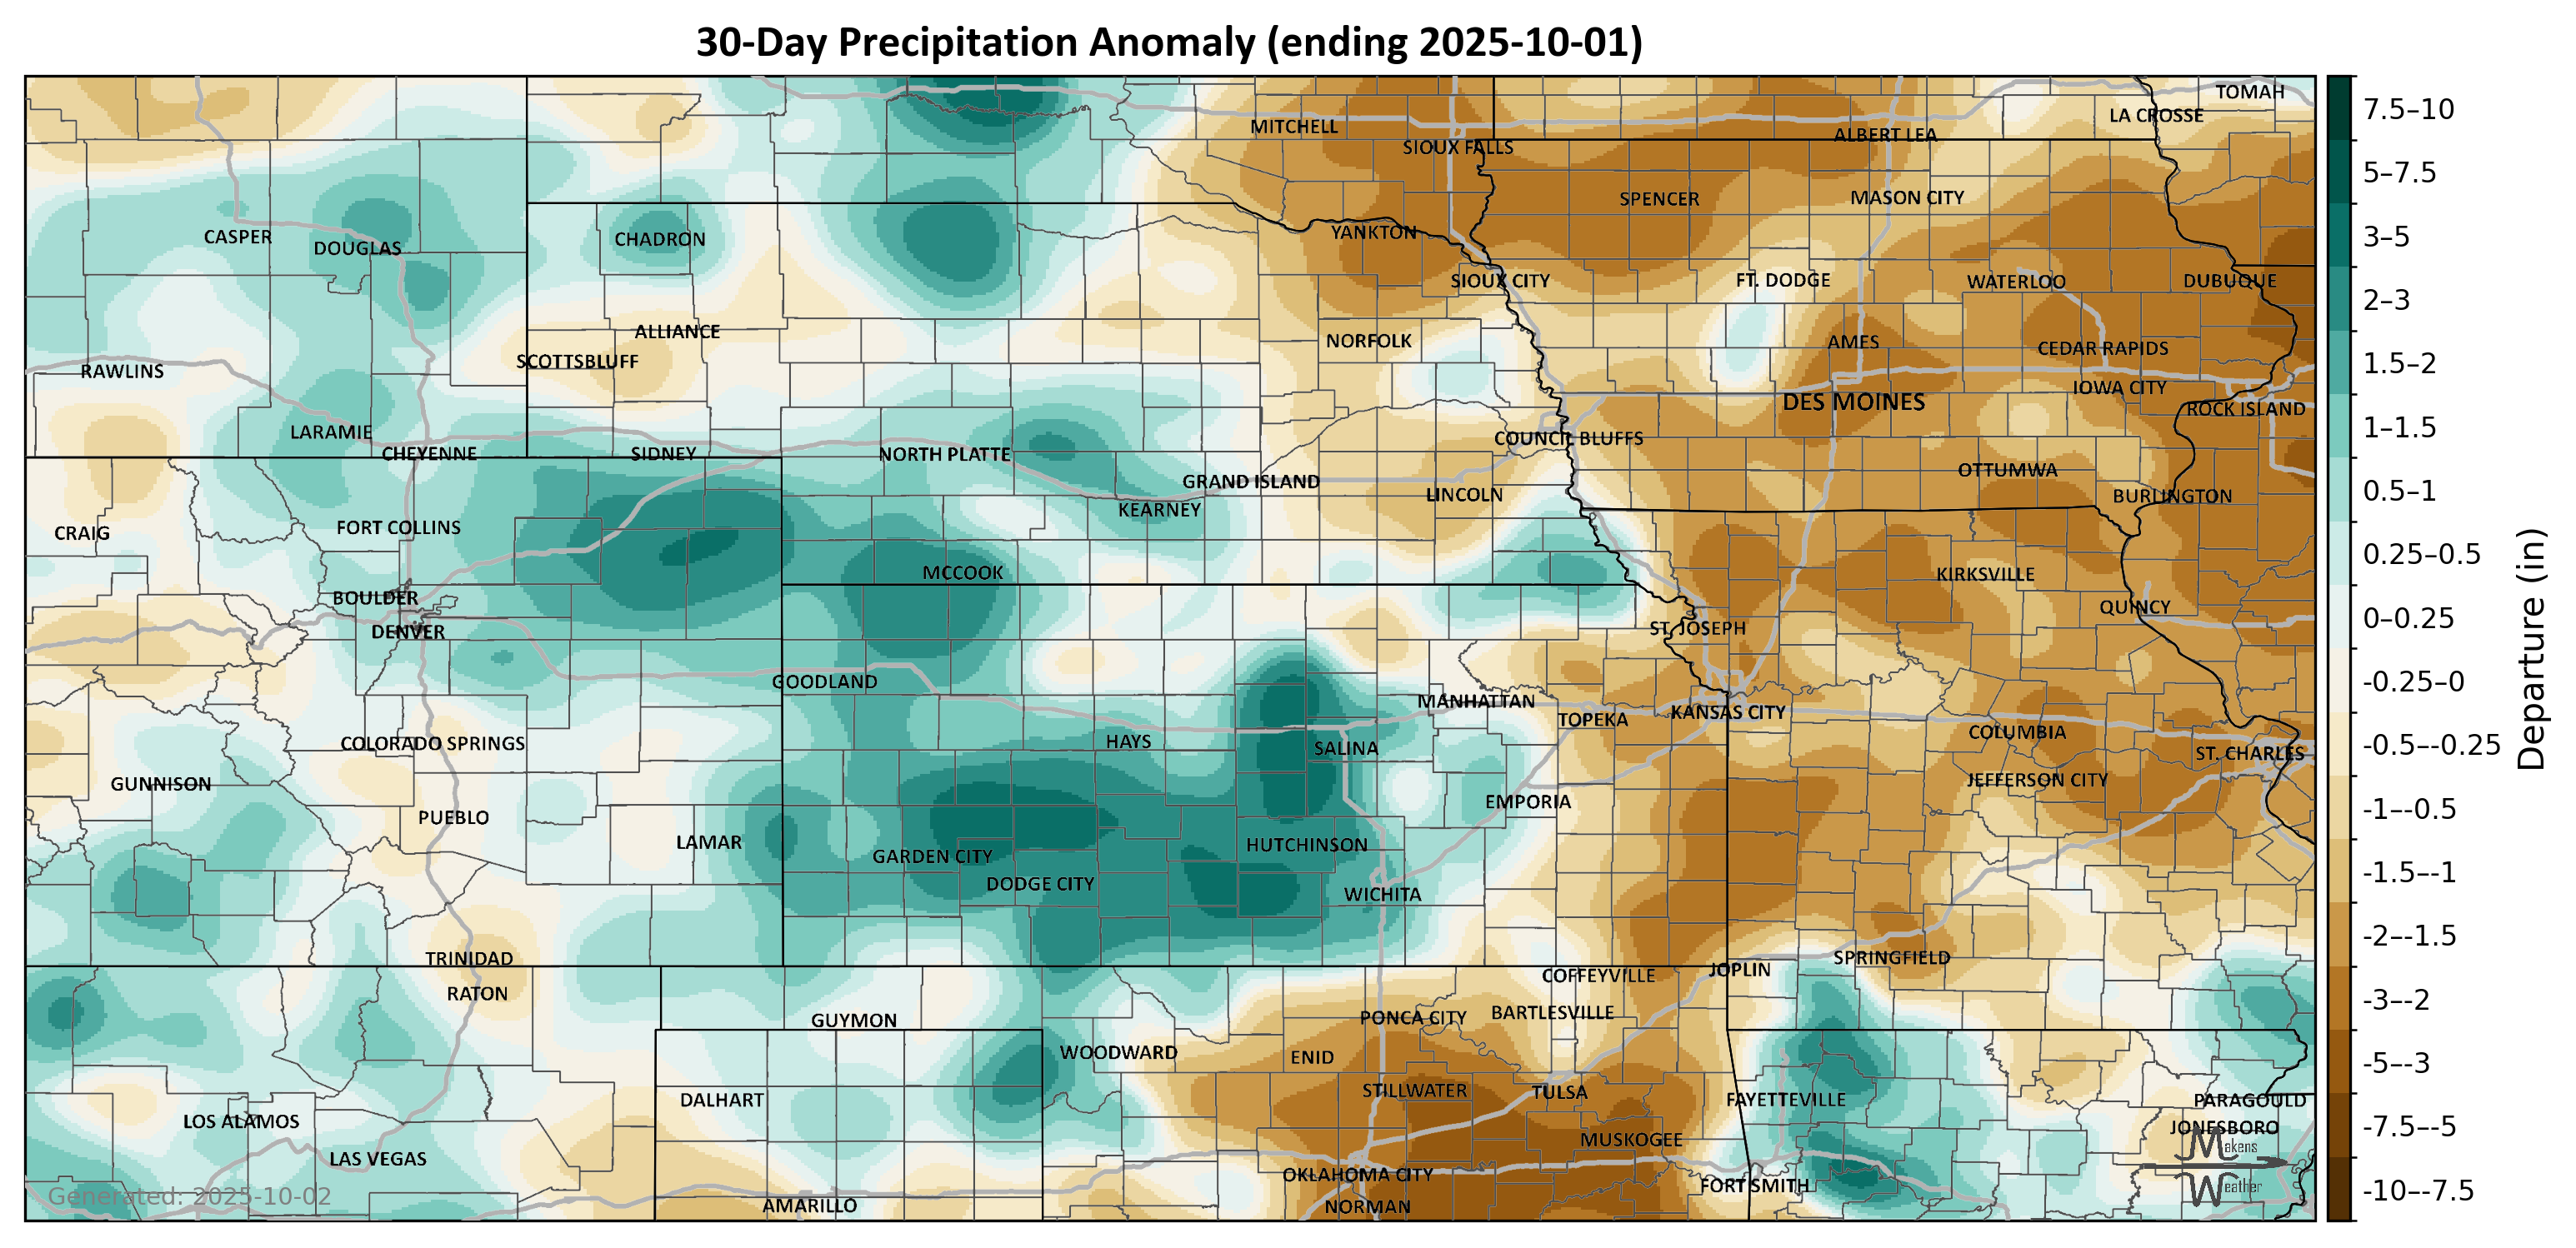 30-Day Precipitation Anomaly (ending 2025-10-01)
TOMAH
LA CROSSE
MITCHELL
ALBERT LEA
SIOUX FALLS
SPENCER
MASON CITY
YANKTON
CASPER
DOUGLAS
CHADRON
SIOUX CITY
FT. DODGE
WATERLOO
DUBUQUE
ALLIANCE
NORFOLK
AMES
CEDAR RAPIDS
SCOTTSBLUFF
RAWLINS
IOWA CITY
DES MOINES
ROCK ISLAND
LARAMIE
CHEYENNE
SIDNEY
NORTH PLATTE
COUNCIL BLUFFS
GRAND ISLAND
LINCOLN
OTTUMWA
BURLINGTON
KEARNEY
CRAIG
FORT COLLINS
MCCOOK
KIRKSVILLE
BOULDER
QUINCY
DENVER
ST. JOSEPH
GOODLAND
MANHATTAN
TOPEKA
KANSAS CITY
COLUMBIA
COLORADO SPRINGS
HAYS
SALINA
ST. CHARLES
GUNNISON
JEFFERSON CITY
PUEBLO
EMPORIA
LAMAR
GARDEN CITY
HUTCHINSON
DODGE CITY
WICHITA
TRINIDAD
SPRINGFIELD
COFFEYVILLE
JOPLIN
RATON
GUYMON
PONCA CITY
BARTLESVILLE
WOODWARD
ENID
DALHART
STILLWATER
TULSA
FAYETTEVILLE
PARAGOULD
LOS ALAMOS
JONESBORO
MUSKOGEE
LAS VEGAS
OKLAHOMA CITY
FORT SMITH
AMARILLO
NORMAN
Generated: 2025-10-02
Makens
Weather
7.5–10
5–7.5
3–5
2–3
1.5–2
1–1.5
0.5–1
0.25–0.5
0–0.25
-0.25–0
-0.5–-0.25
-1–-0.5
-1.5–-1
-2–-1.5
-3–-2
-5–-3
-7.5–-5
-10–-7.5
Departure (in)